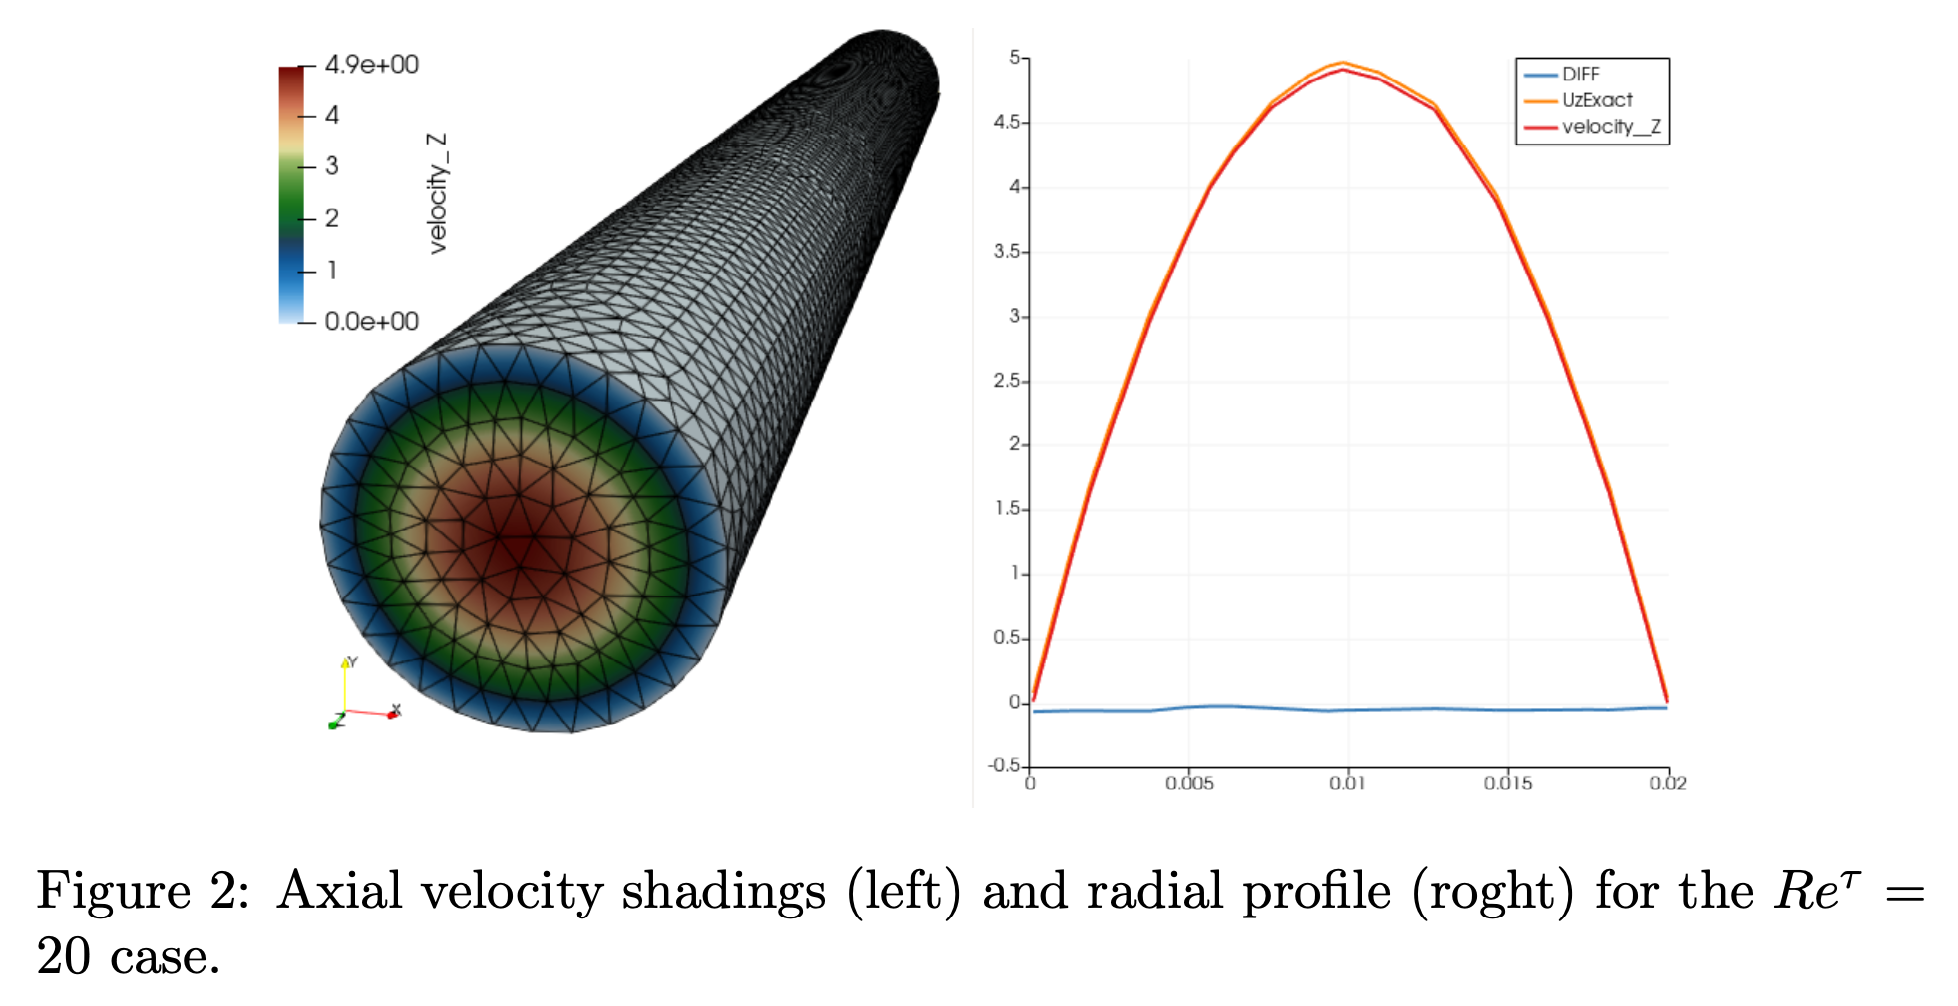 4.9e+00
4
3
2
1
0.0e+00
velocity_Z
Y
X
Z
5
4.5
4
3.5
3
2.5
2
1.5
1
0.5
0
-0.5
0 0.005 0.01 0.015 0.02
DIFF
UzExact
velocity__Z
Figure 2: Axial velocity shadings (left) and radial profile (roght) for the Re^τ =
20 case.